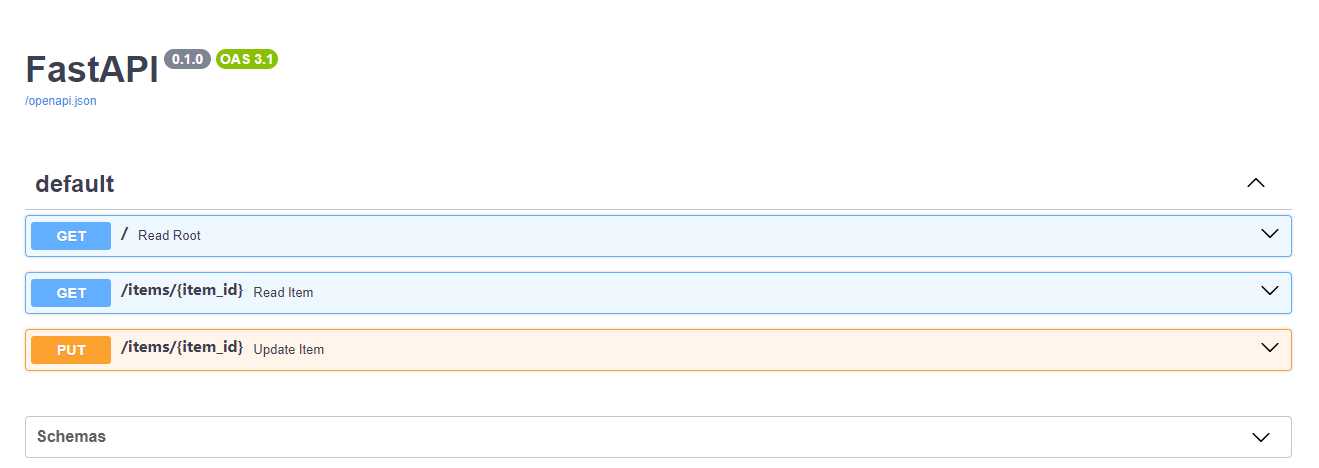 FastAPI 0.1.0 OAS 3.1
/openapi.json
default
GET / Read Root
GET /items/{item_id} Read Item
PUT /items/{item_id} Update Item
Schemas